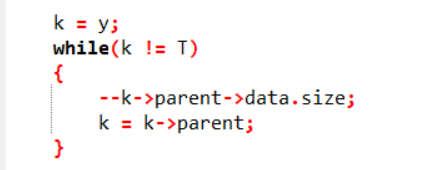 k = y;
while(k != T)
{
--k->parent->data.size;
k = k->parent;
}